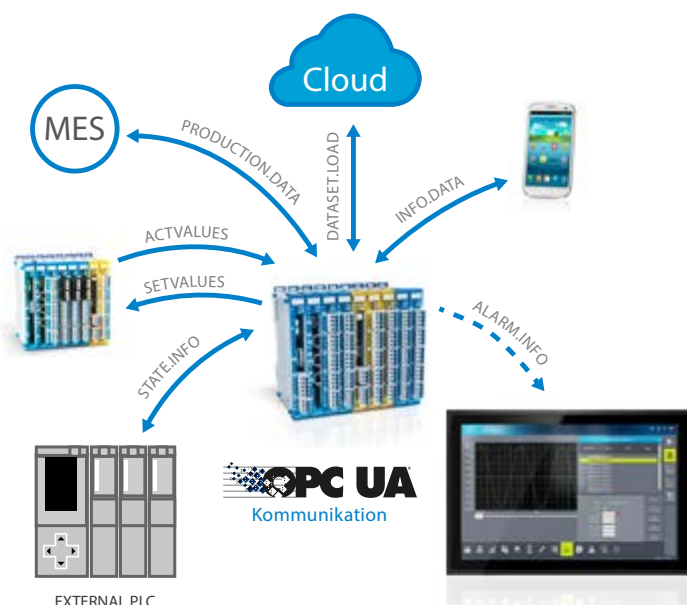 Cloud
MES
PRODUCTION.DATA
DATASET.LOAD
INFO.DATA
ACTVALUES
SETVALUES
STATE.INFO
ALARM.INFO
OPC UA
Kommunikation
EXTERNAL PLC